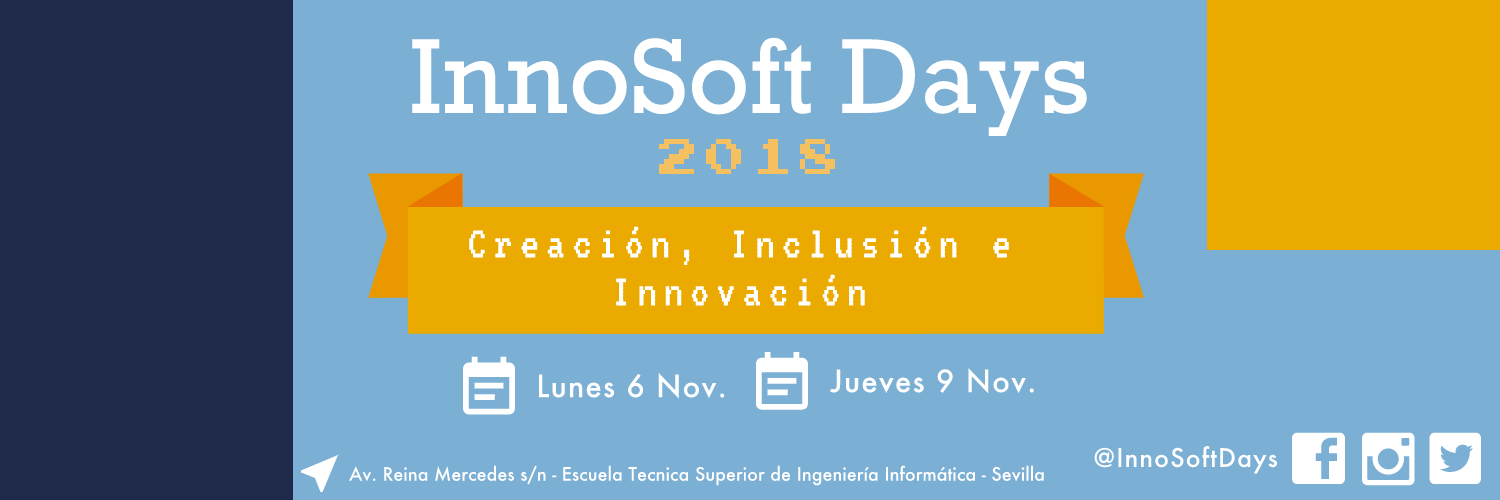 InnoSoft Days
2018
Creación, Inclusión e
Innovación
Lunes 6 Nov.
Jueves 9 Nov.
Av. Reina Mercedes s/n - Escuela Tecnica Superior de Ingeniería Informática - Sevilla
@InnoSoftDays